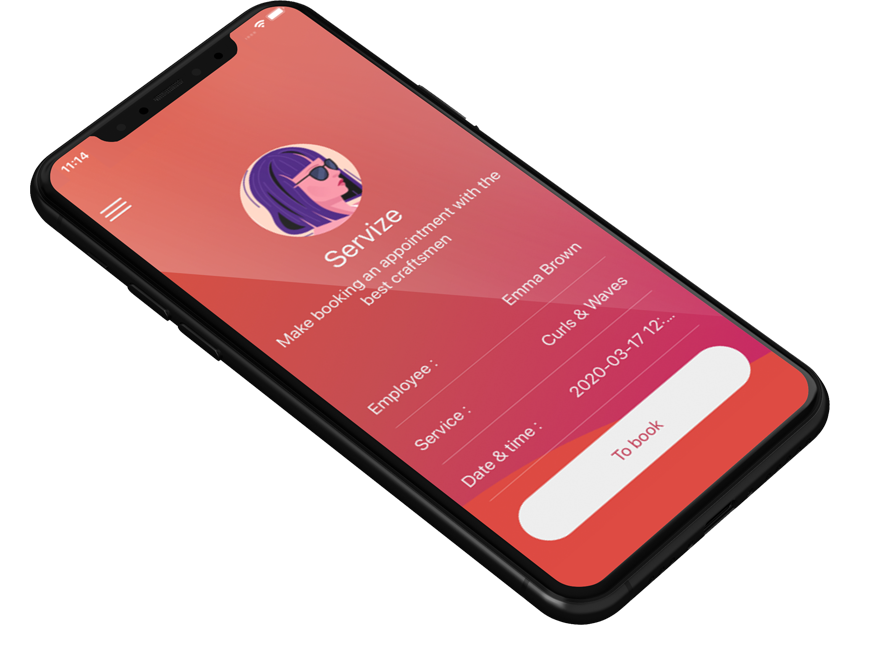 11:14
Servize
Make booking an appointment with the
best craftsmen
Employee : Emma Brown
Service : Curls & Waves
Date & time : 2020-03-17 12:...
To book